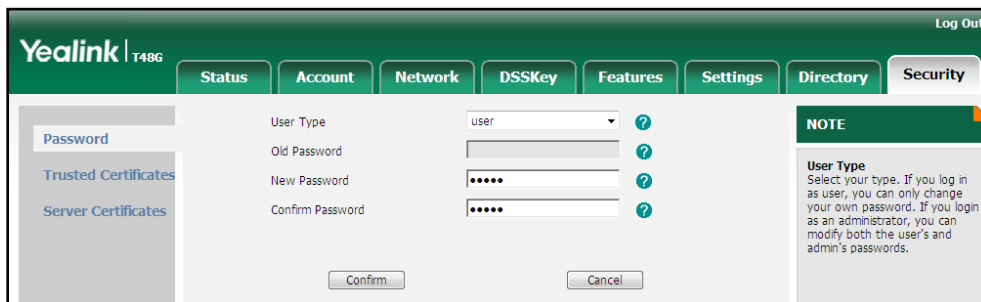 Log Out
Yealink | T48G
Status Account Network DSSKey Features Settings Directory Security
Password
Trusted Certificates
Server Certificates
User Type user ?
Old Password ?
New Password ••••• ?
Confirm Password ••••• ?
Confirm Cancel
NOTE
User Type
Select your type. If you log in
as user, you can only change
your own password. If you login
as an administrator, you can
modify both the user's and
admin's passwords.